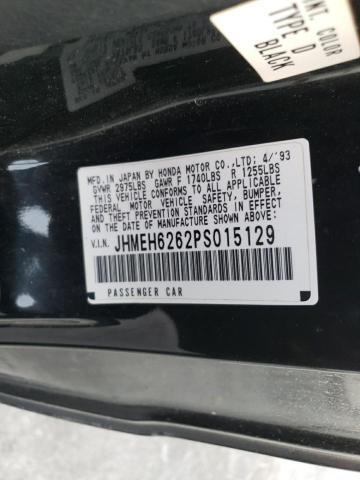 INT. COLOR
TYPE D
BLACK
MFD. IN JAPAN BY HONDA MOTOR CO.,LTD: 4/'93
GVWR 2975LBS GAWR F 1740LBS R 1255LBS
THIS VEHICLE CONFORMS TO ALL APPLICABLE
FEDERAL MOTOR VEHICLE SAFETY, BUMPER,
AND THEFT PREVENTION STANDARDS IN EFFECT
ON THE DATE OF MANUFACTURE SHOWN ABOVE.
V.I.N. JHMEH6262PS015129
PASSENGER CAR